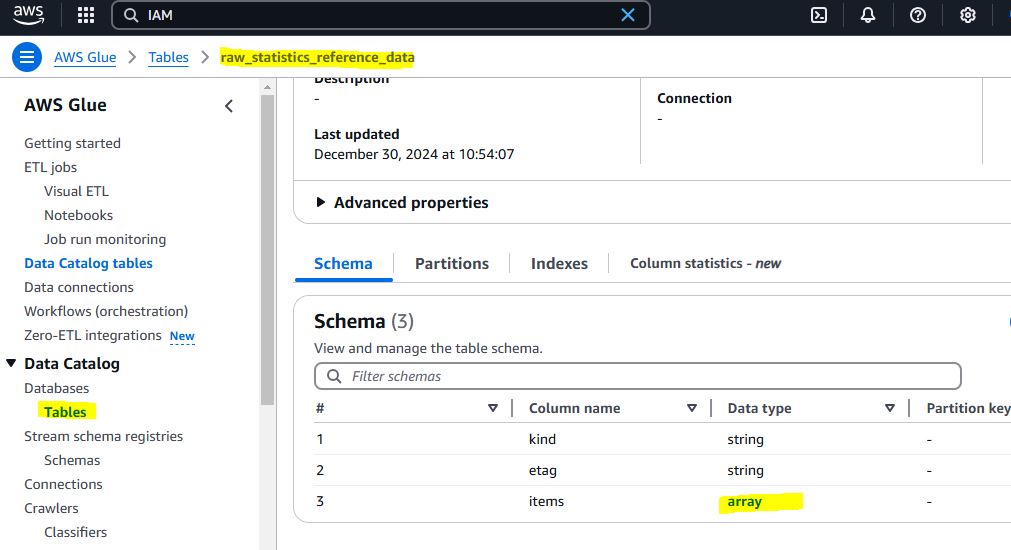 aws
IAM
AWS Glue > Tables > raw_statistics_reference_data
AWS Glue
Getting started
ETL jobs
Visual ETL
Notebooks
Job run monitoring
Data Catalog tables
Data connections
Workflows (orchestration)
Zero-ETL integrations New
Data Catalog
Databases
Tables
Stream schema registries
Schemas
Connections
Crawlers
Classifiers
Description
-
Last updated
December 30, 2024 at 10:54:07
Connection
-
Advanced properties
Schema Partitions Indexes Column statistics - new
Schema (3)
View and manage the table schema.
Filter schemas
# Column name Data type Partition key
1 kind string -
2 etag string -
3 items array -